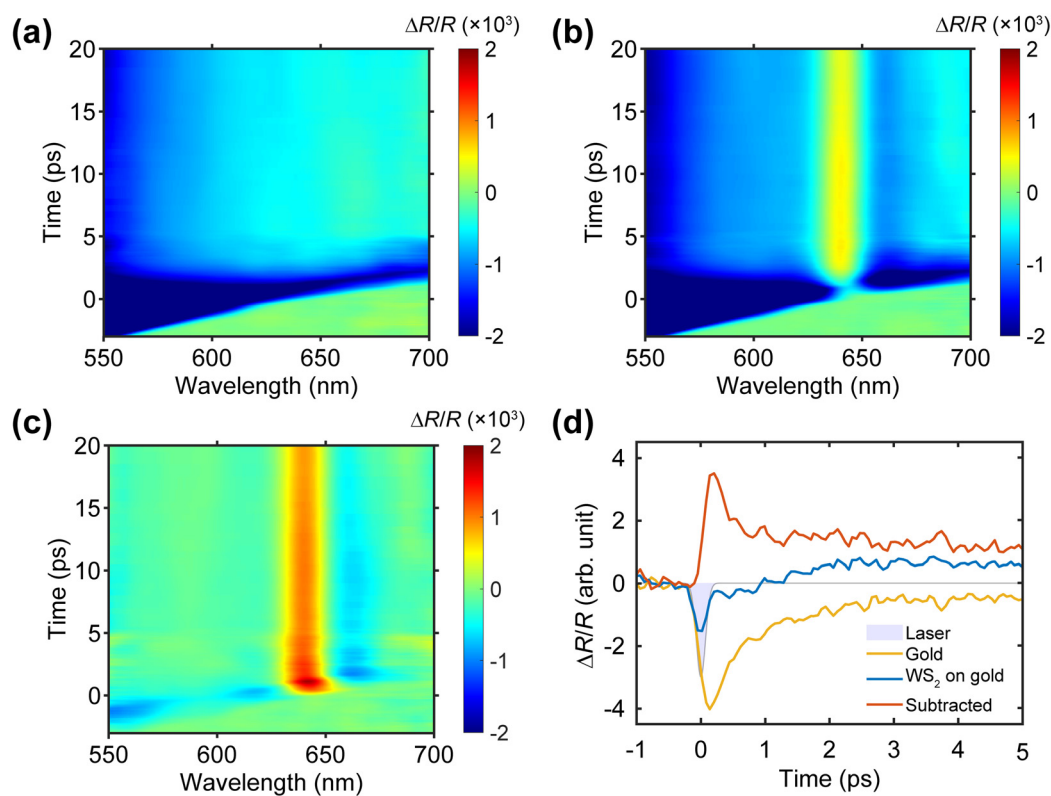 (a)
ΔR/R (×10³)
20
15
10
5
0
Time (ps)
550
600
650
700
Wavelength (nm)
2
1
0
-1
-2
(b)
ΔR/R (×10³)
20
15
10
5
0
Time (ps)
550
600
650
700
Wavelength (nm)
2
1
0
-1
-2
(c)
ΔR/R (×10³)
20
15
10
5
0
Time (ps)
550
600
650
700
Wavelength (nm)
2
1
0
-1
-2
(d)
4
2
0
-2
-4
ΔR/R (arb. unit)
Laser
Gold
WS₂ on gold
Subtracted
-1
0
1
2
3
4
5
Time (ps)